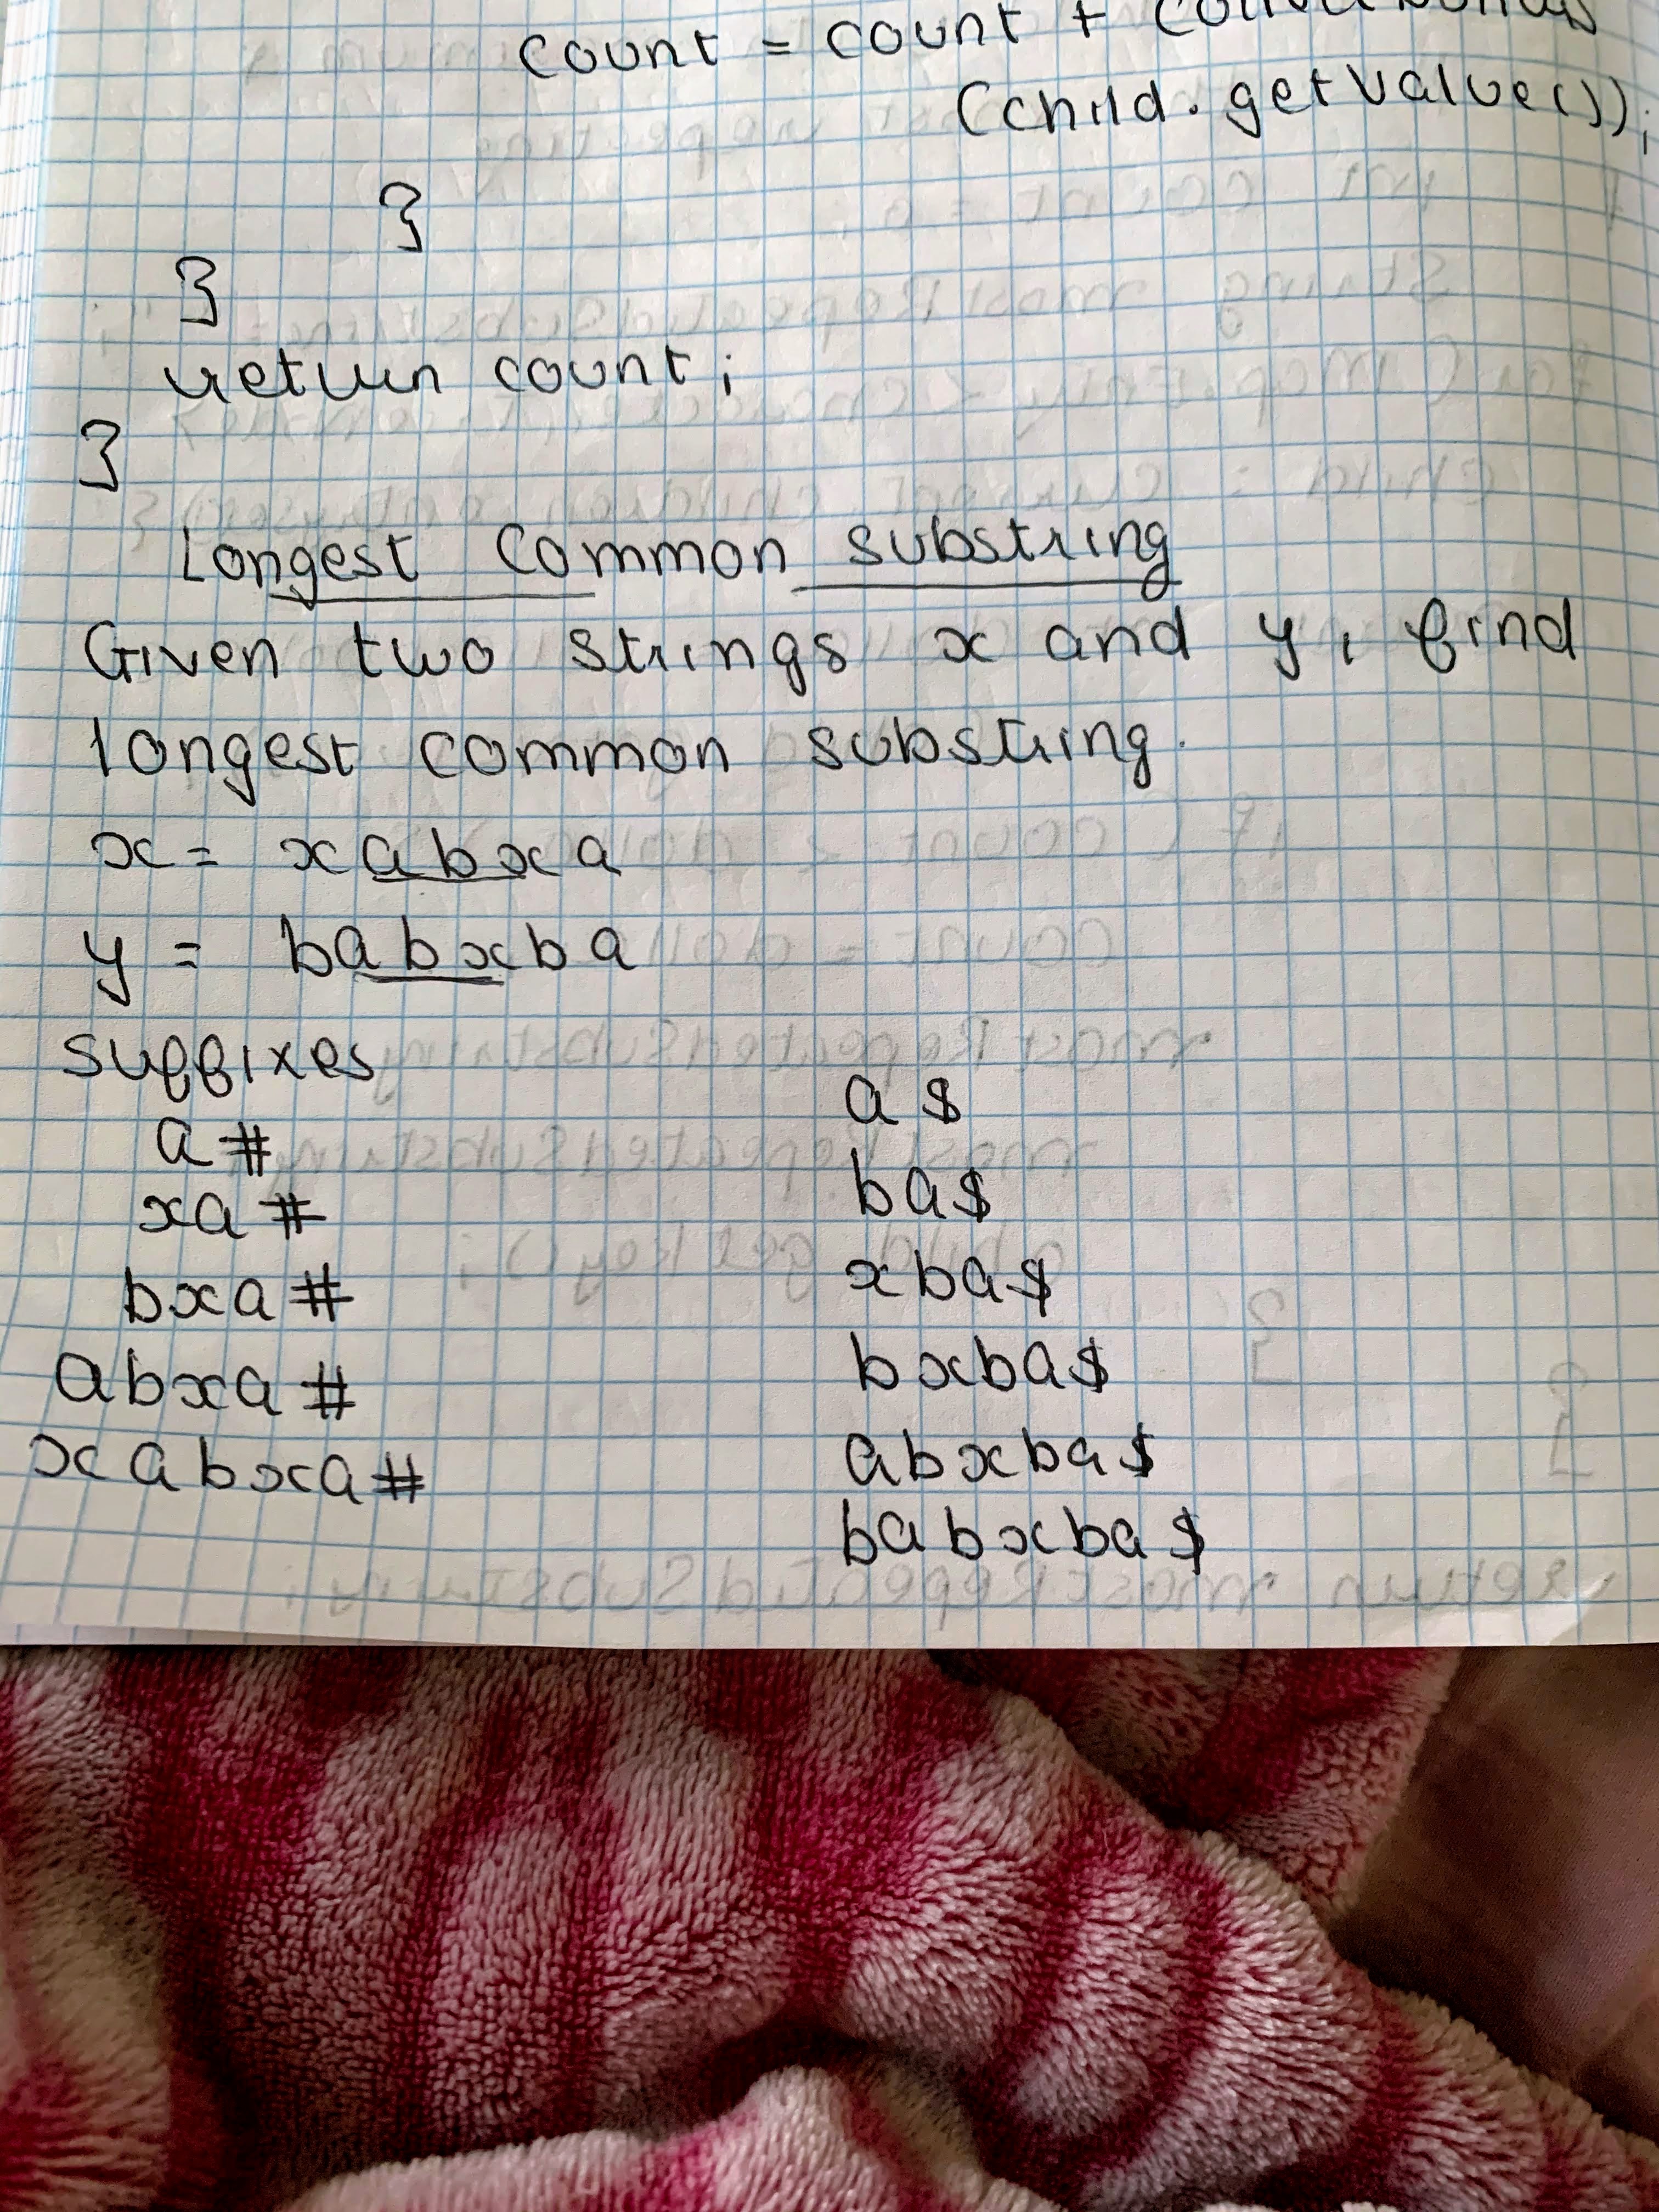 count = count +
(child.getValue());
}
}
return count;
}
Longest Common substring
Given two strings x and y, find
longest common substring.
x = xabxa
y = babxba
suffixes
a#
xa#
bxa#
abxa#
xabxa#
a$
ba$
xba$
bxba$
abxba$
babxba$